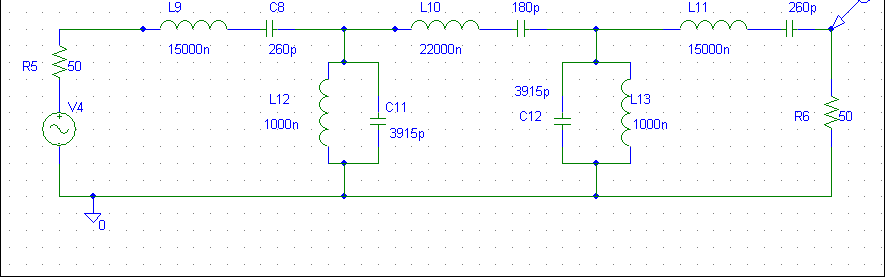 L9 C8 L10 180p L11 260p
15000n 260p 22000n 15000n
R5 50
V4
L12 C11 3915p L13
1000n 3915p C12 1000n R6 50
0